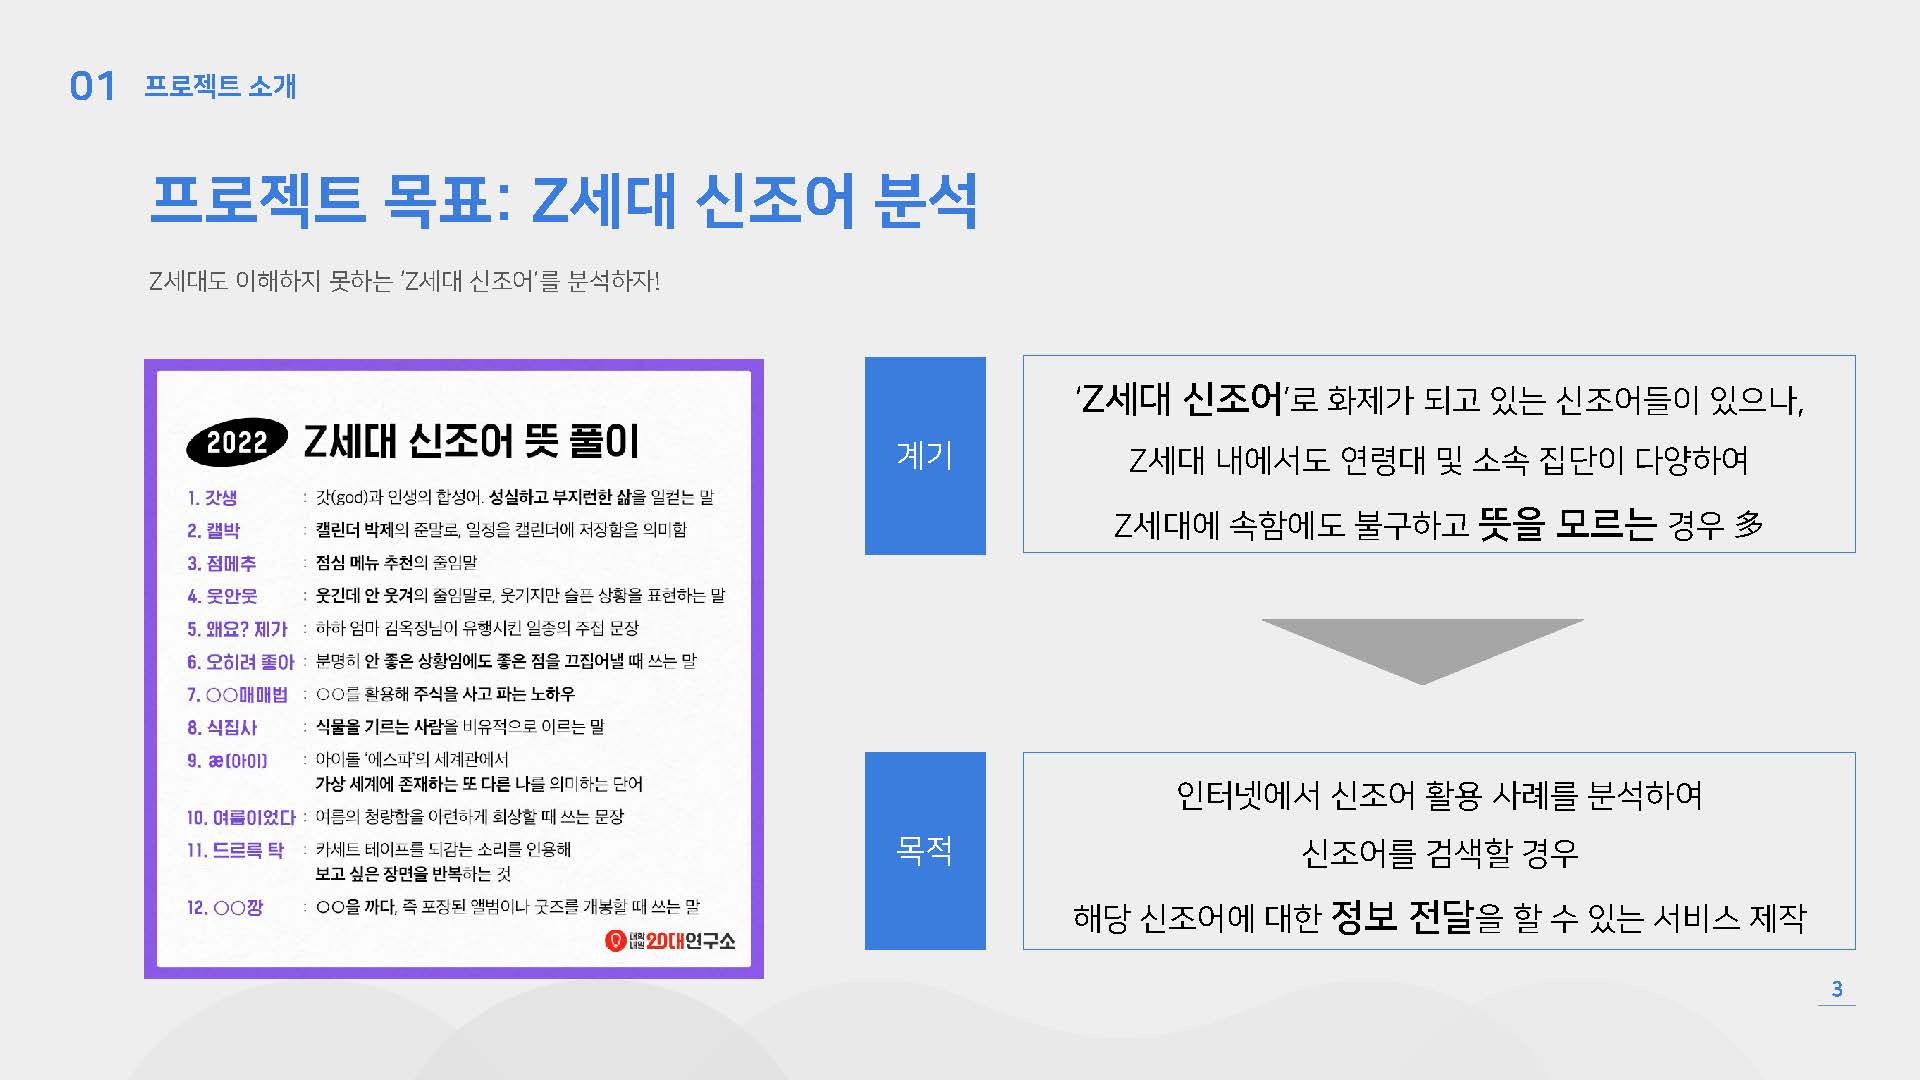 01 프로젝트 소개
프로젝트 목표: Z세대 신조어 분석
Z세대도 이해하지 못하는 'Z세대 신조어'를 분석하자!
2022 Z세대 신조어 뜻 풀이
1. 갓생 : 갓(god)과 인생의 합성어. 성실하고 부지런한 삶을 일컫는 말
2. 캘박 : 캘린더 박제의 준말로, 일정을 캘린더에 저장함을 의미함
3. 점메추 : 점심 메뉴 추천의 줄임말
4. 웃안웃 : 웃긴데 안 웃겨의 줄임말로, 웃기지만 슬픈 상황을 표현하는 말
5. 왜요? 제가 : 하하 엄마 김옥정님이 유행시킨 일종의 주접 문장
6. 오히려 좋아 : 분명히 안 좋은 상황임에도 좋은 점을 끄집어낼 때 쓰는 말
7. ○○매매법 : ○○를 활용해 주식을 사고 파는 노하우
8. 식집사 : 식물을 기르는 사람을 비유적으로 이르는 말
9. æ(아이) : 아이돌 '에스파'의 세계관에서
가상 세계에 존재하는 또 다른 나를 의미하는 단어
10. 여름이었다 : 여름의 청량함을 아련하게 회상할 때 쓰는 문장
11. 드르륵 탁 : 카세트 테이프를 되감는 소리를 인용해
보고 싶은 장면을 반복하는 것
12. ○○깡 : ○○을 까다, 즉 포장된 앨범이나 굿즈를 개봉할 때 쓰는 말
대학내일 20대연구소
계기
'Z세대 신조어'로 화제가 되고 있는 신조어들이 있으나,
Z세대 내에서도 연령대 및 소속 집단이 다양하여
Z세대에 속함에도 불구하고 뜻을 모르는 경우 多
목적
인터넷에서 신조어 활용 사례를 분석하여
신조어를 검색할 경우
해당 신조어에 대한 정보 전달을 할 수 있는 서비스 제작
3